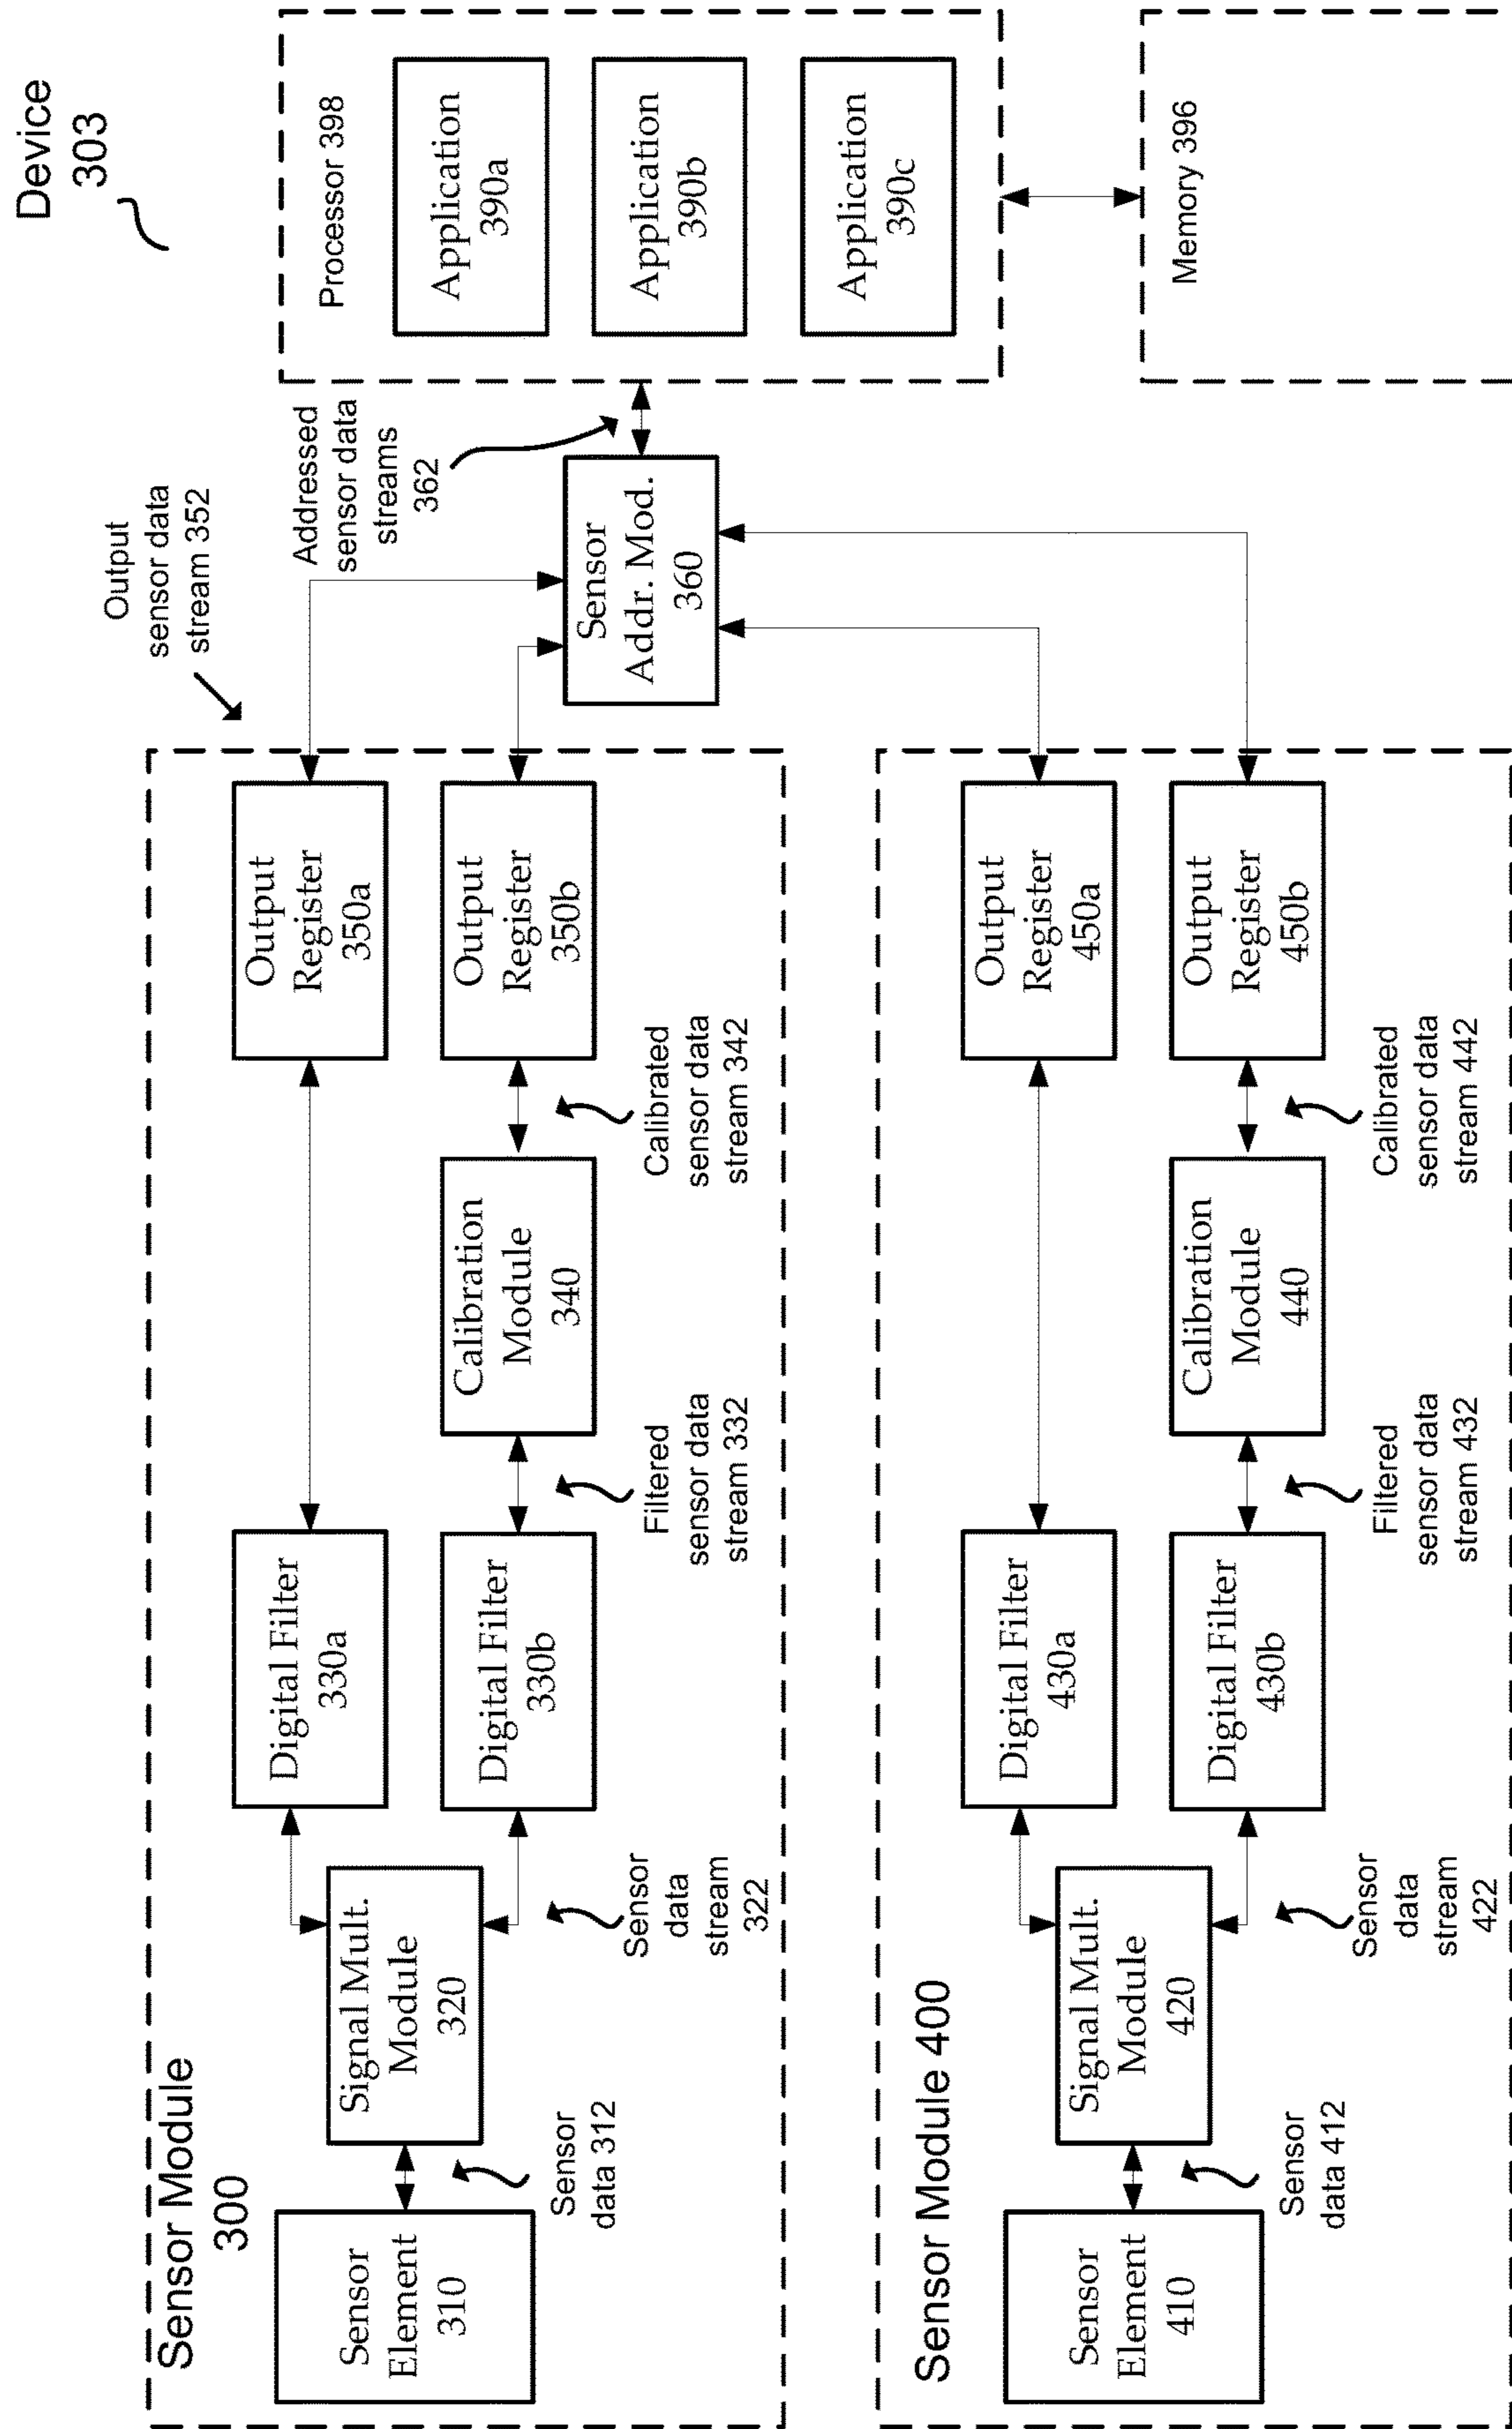 Device
303
Sensor Module
300
Sensor
Element
310
Sensor
data 312
Signal Mult.
Module
320
Sensor
data
stream
322
Digital Filter
330a
Digital Filter
330b
Filtered
sensor data
stream 332
Calibration
Module
340
Calibrated
sensor data
stream 342
Output
Register
350a
Output
Register
350b
Output
sensor data
stream 352
Sensor
Addr. Mod.
360
Addressed
sensor data
streams
362
Processor 398
Application
390a
Application
390b
Application
390c
Memory 396
Sensor Module 400
Sensor
Element
410
Sensor
data 412
Signal Mult.
Module
420
Sensor
data
stream
422
Digital Filter
430a
Digital Filter
430b
Filtered
sensor data
stream 432
Calibration
Module
440
Calibrated
sensor data
stream 442
Output
Register
450a
Output
Register
450b